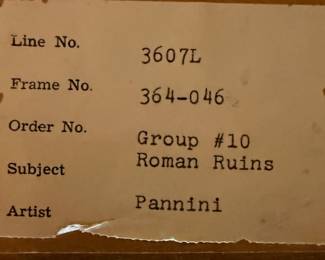 Line No. 3607L
Frame No. 364-046
Order No. Group #10
Subject Roman Ruins
Artist Pannini